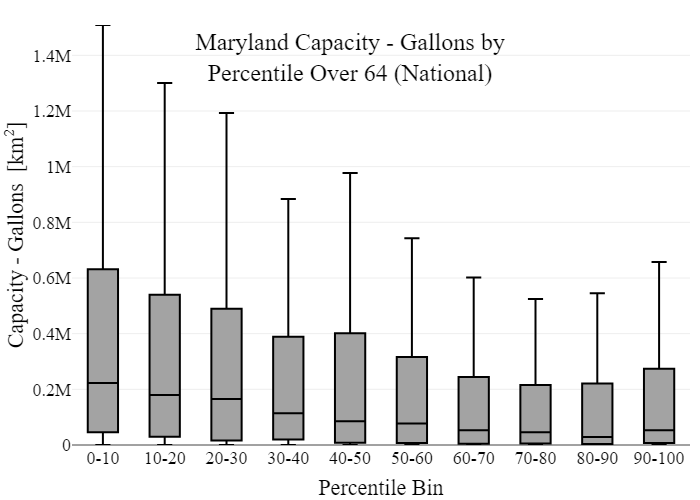 Maryland Capacity - Gallons by
Percentile Over 64 (National)
Capacity - Gallons [km²]
1.4M
1.2M
1M
0.8M
0.6M
0.4M
0.2M
0
0-10 10-20 20-30 30-40 40-50 50-60 60-70 70-80 80-90 90-100
Percentile Bin